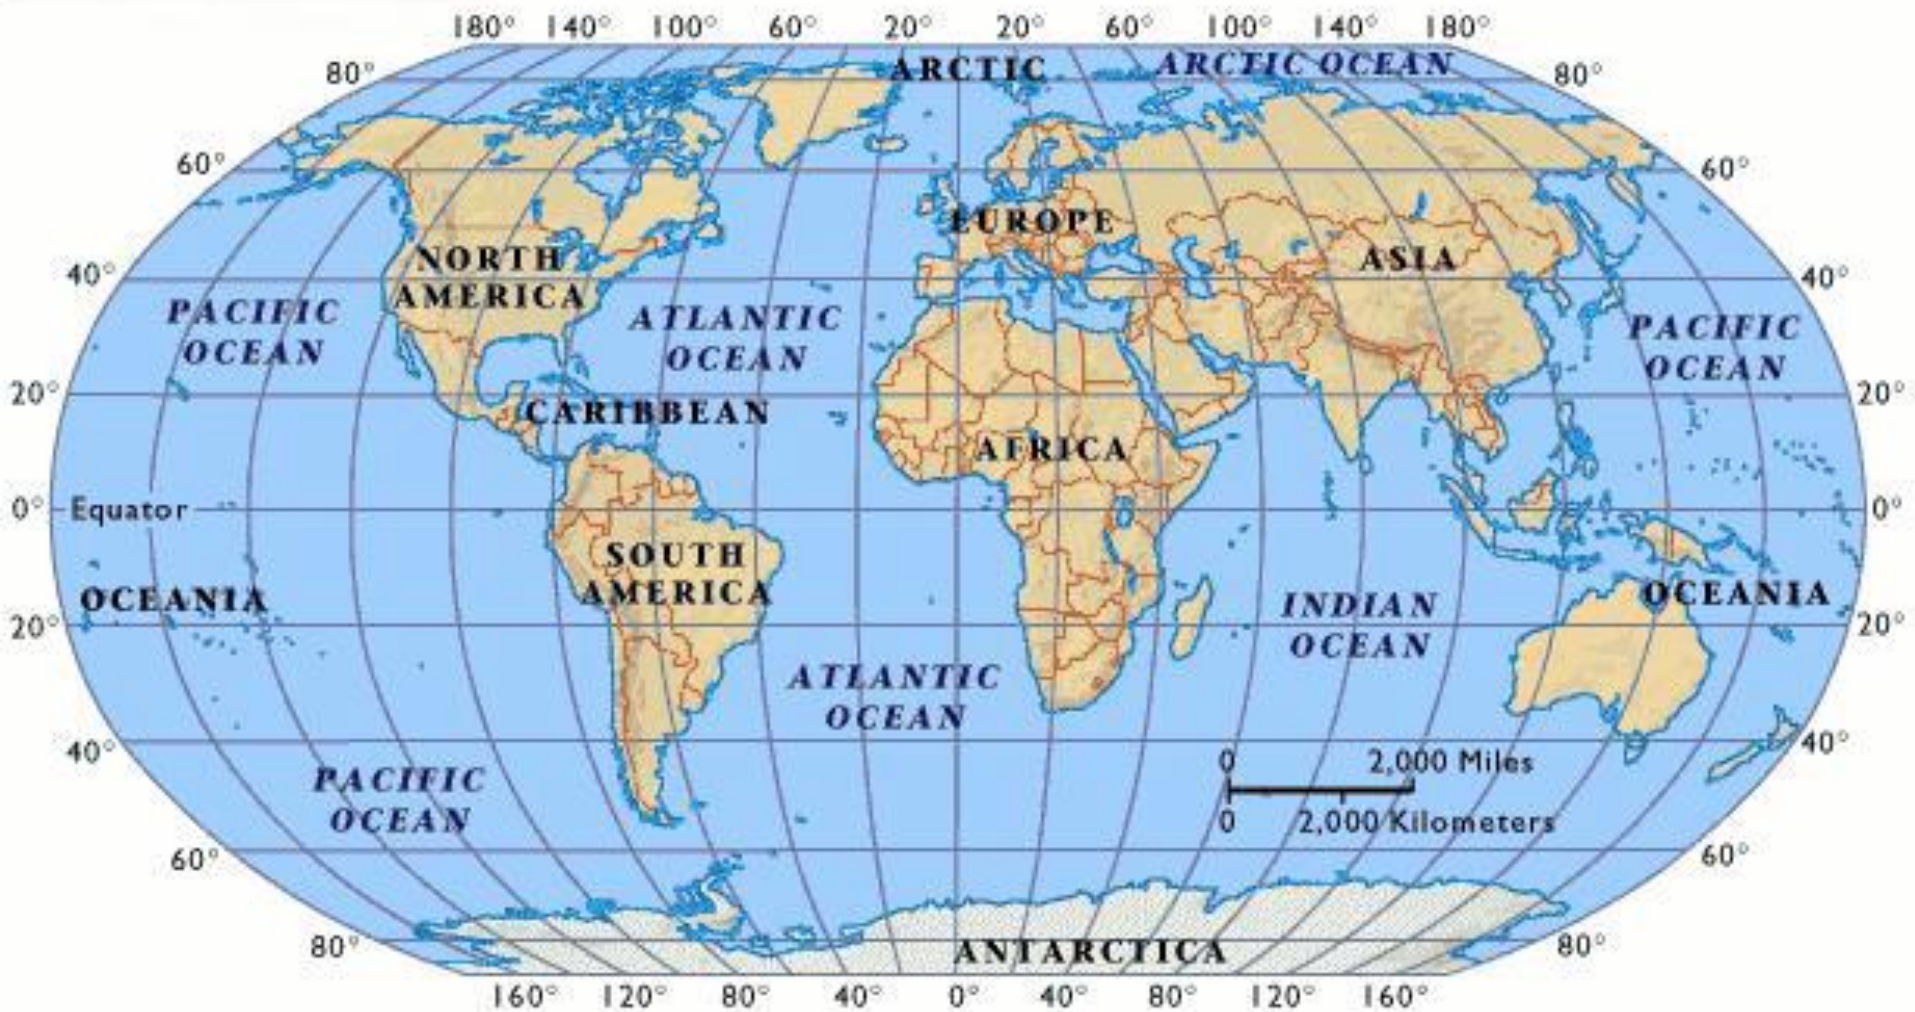 180° 140° 100° 60° 20° 20° 60° 100° 140° 180°
80° ARCTIC ARCTIC OCEAN 80°
60° 60°
EUROPE
NORTH
AMERICA
ASIA
40° 40°
PACIFIC
OCEAN
ATLANTIC
OCEAN
PACIFIC
OCEAN
20° 20°
CARIBBEAN
AFRICA
0° Equator 0°
SOUTH
AMERICA
OCEANIA
INDIAN
OCEAN
OCEANIA
20° 20°
ATLANTIC
OCEAN
40° 40°
PACIFIC
OCEAN
0 2,000 Miles
0 2,000 Kilometers
60° 60°
80° ANTARCTICA 80°
160° 120° 80° 40° 0° 40° 80° 120° 160°